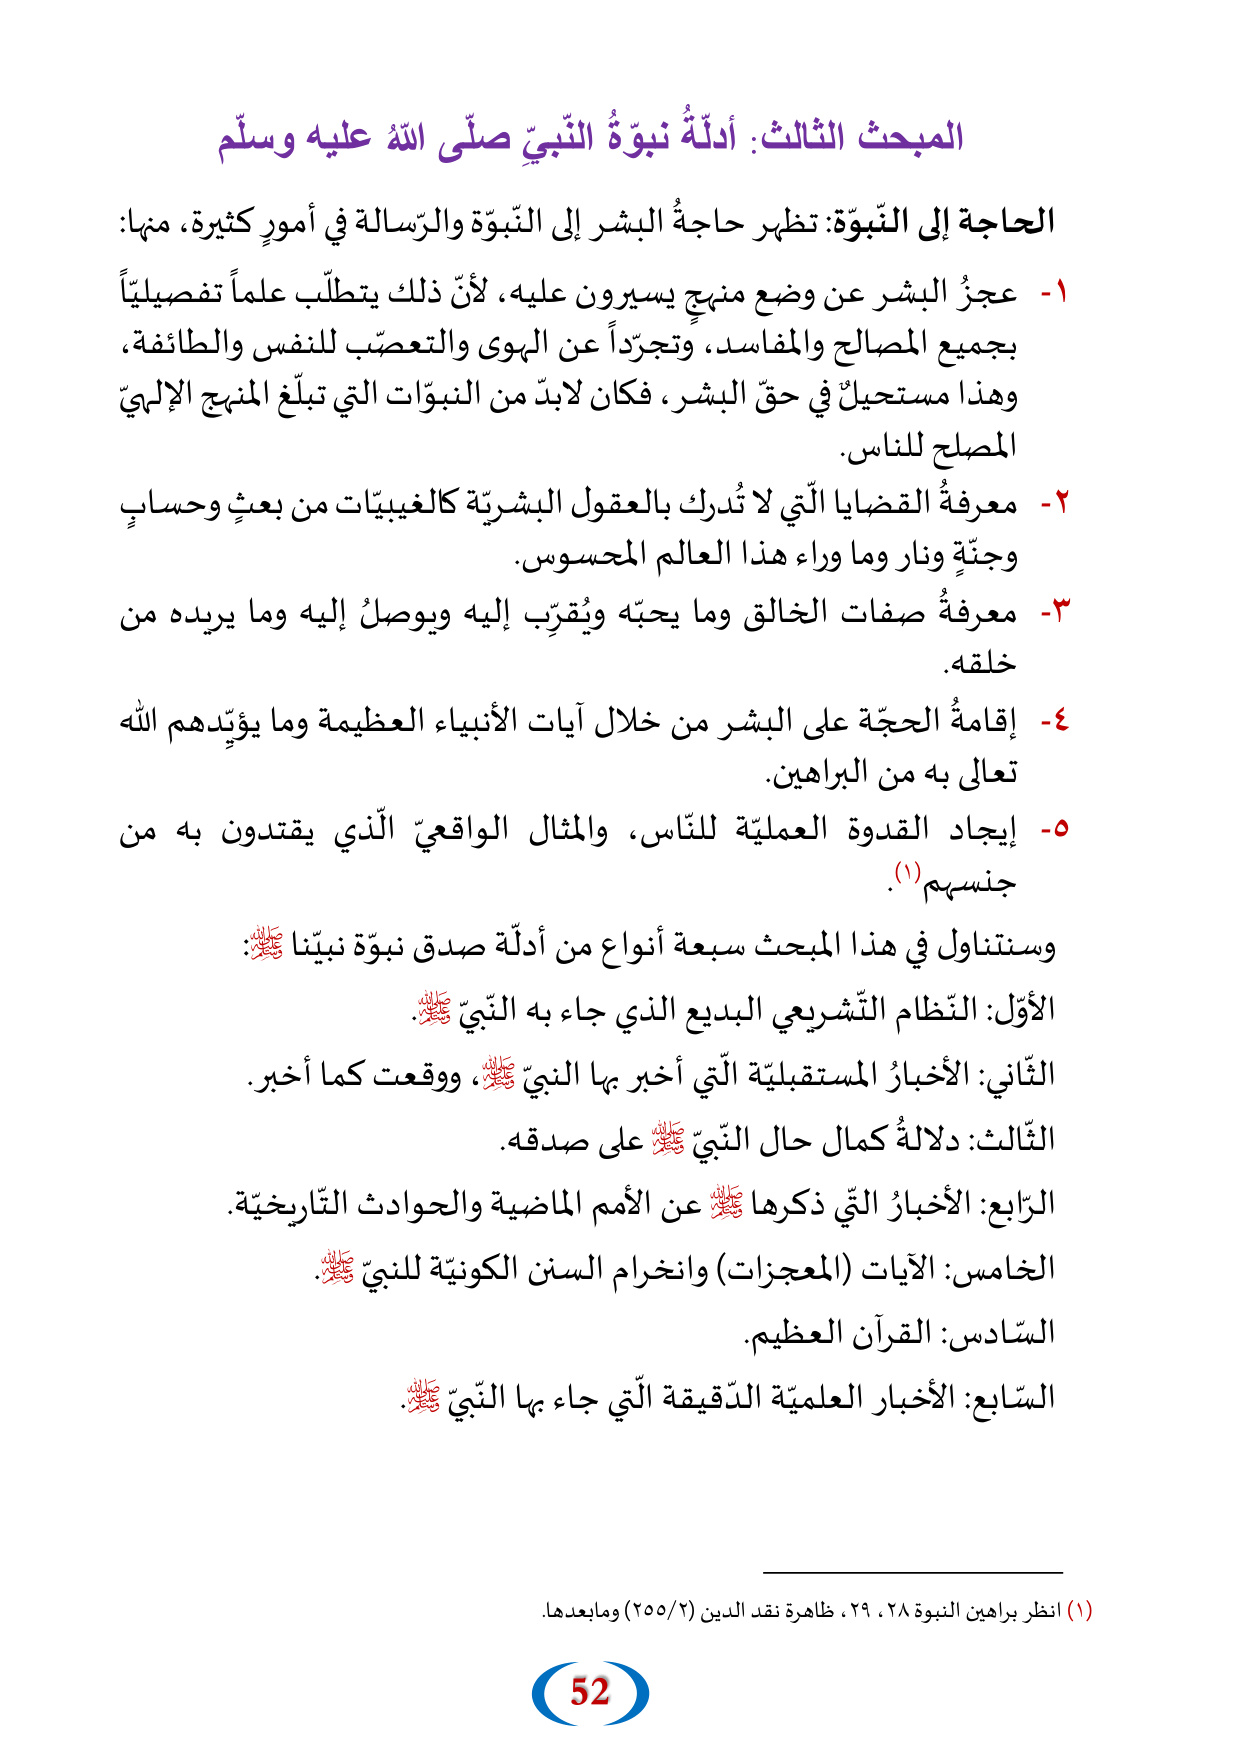 المبحث الثالث: أدلّةُ نبوّةُ النّبيِّ صلّى اللهُ عليه وسلّم
الحاجة إلى النّبوّة: تظهر حاجةُ البشر إلى النّبوّة والرّسالة في أمورٍ كثيرة، منها:
١- عجزُ البشر عن وضع منهجٍ يسيرون عليه، لأنّ ذلك يتطلّب علماً تفصيليّاً
بجميع المصالح والمفاسد، وتجرّداً عن الهوى والتعصّب للنفس والطائفة،
وهذا مستحيلٌ في حقّ البشر، فكان لابدّ من النبوّات التي تبلّغ المنهج الإلهيّ
المصلح للناس.
٢- معرفةُ القضايا الّتي لا تُدرك بالعقول البشريّة كالغيبيّات من بعثٍ وحسابٍ
وجنّةٍ ونار وما وراء هذا العالم المحسوس.
٣- معرفةُ صفات الخالق وما يحبّه ويُقرِّب إليه ويوصلُ إليه وما يريده من
خلقه.
٤- إقامةُ الحجّة على البشر من خلال آيات الأنبياء العظيمة وما يؤيِّدهم الله
تعالى به من البراهين.
٥- إيجاد القدوة العمليّة للنّاس، والمثال الواقعيّ الّذي يقتدون به من
جنسهم(١).
وسنتناول في هذا المبحث سبعة أنواع من أدلّة صدق نبوّة نبيّنا ﷺ:
الأوّل: النّظام التّشريعي البديع الذي جاء به النّبيّ ﷺ.
الثّاني: الأخبارُ المستقبليّة الّتي أخبر بها النبيّ ﷺ، ووقعت كما أخبر.
الثّالث: دلالةُ كمال حال النّبيّ ﷺ على صدقه.
الرّابع: الأخبارُ التّي ذكرها ﷺ عن الأمم الماضية والحوادث التّاريخيّة.
الخامس: الآيات (المعجزات) وانخرام السنن الكونيّة للنبيّ ﷺ.
السّادس: القرآن العظيم.
السّابع: الأخبار العلميّة الدّقيقة الّتي جاء بها النّبيّ ﷺ.
(١) انظر براهين النبوة ٢٨، ٢٩، ظاهرة نقد الدين (٢/٢٥٥) ومابعدها.
52